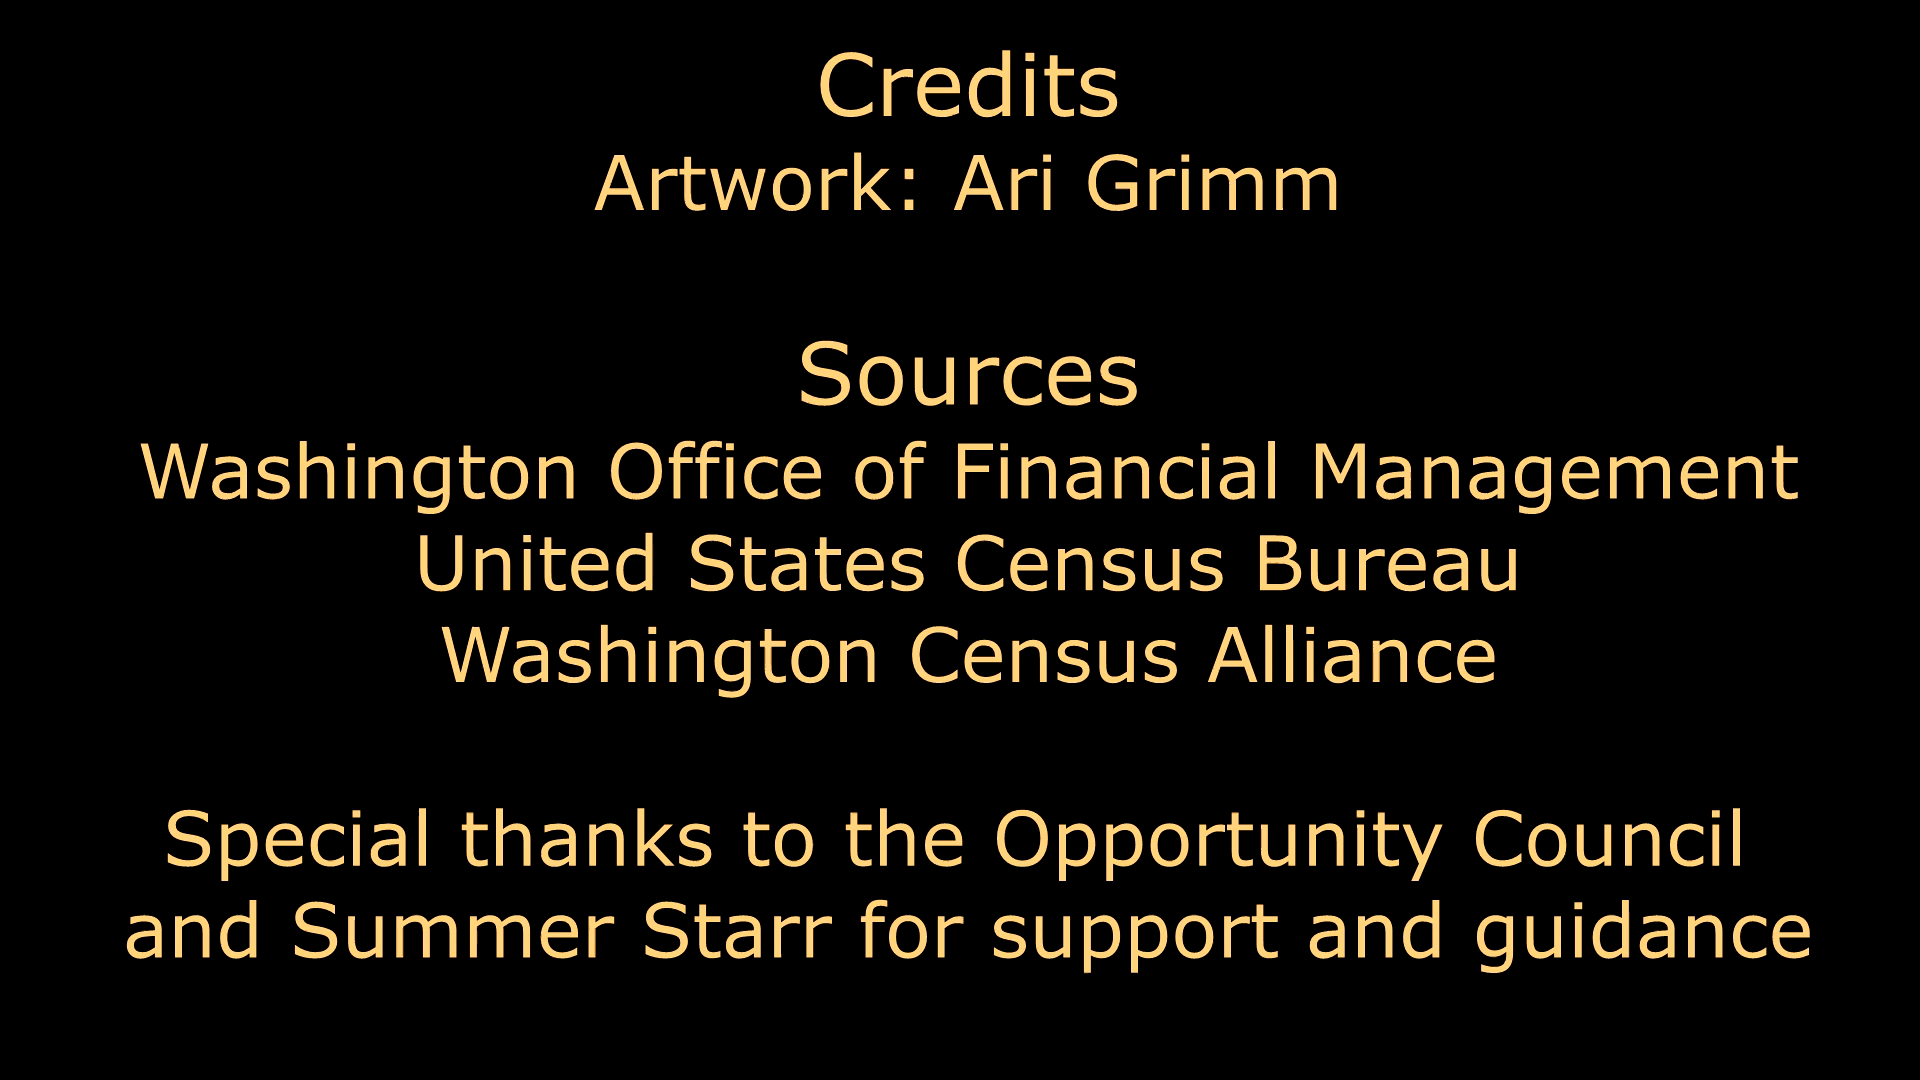 Credits
Artwork: Ari Grimm
Sources
Washington Office of Financial Management
United States Census Bureau
Washington Census Alliance
Special thanks to the Opportunity Council
and Summer Starr for support and guidance